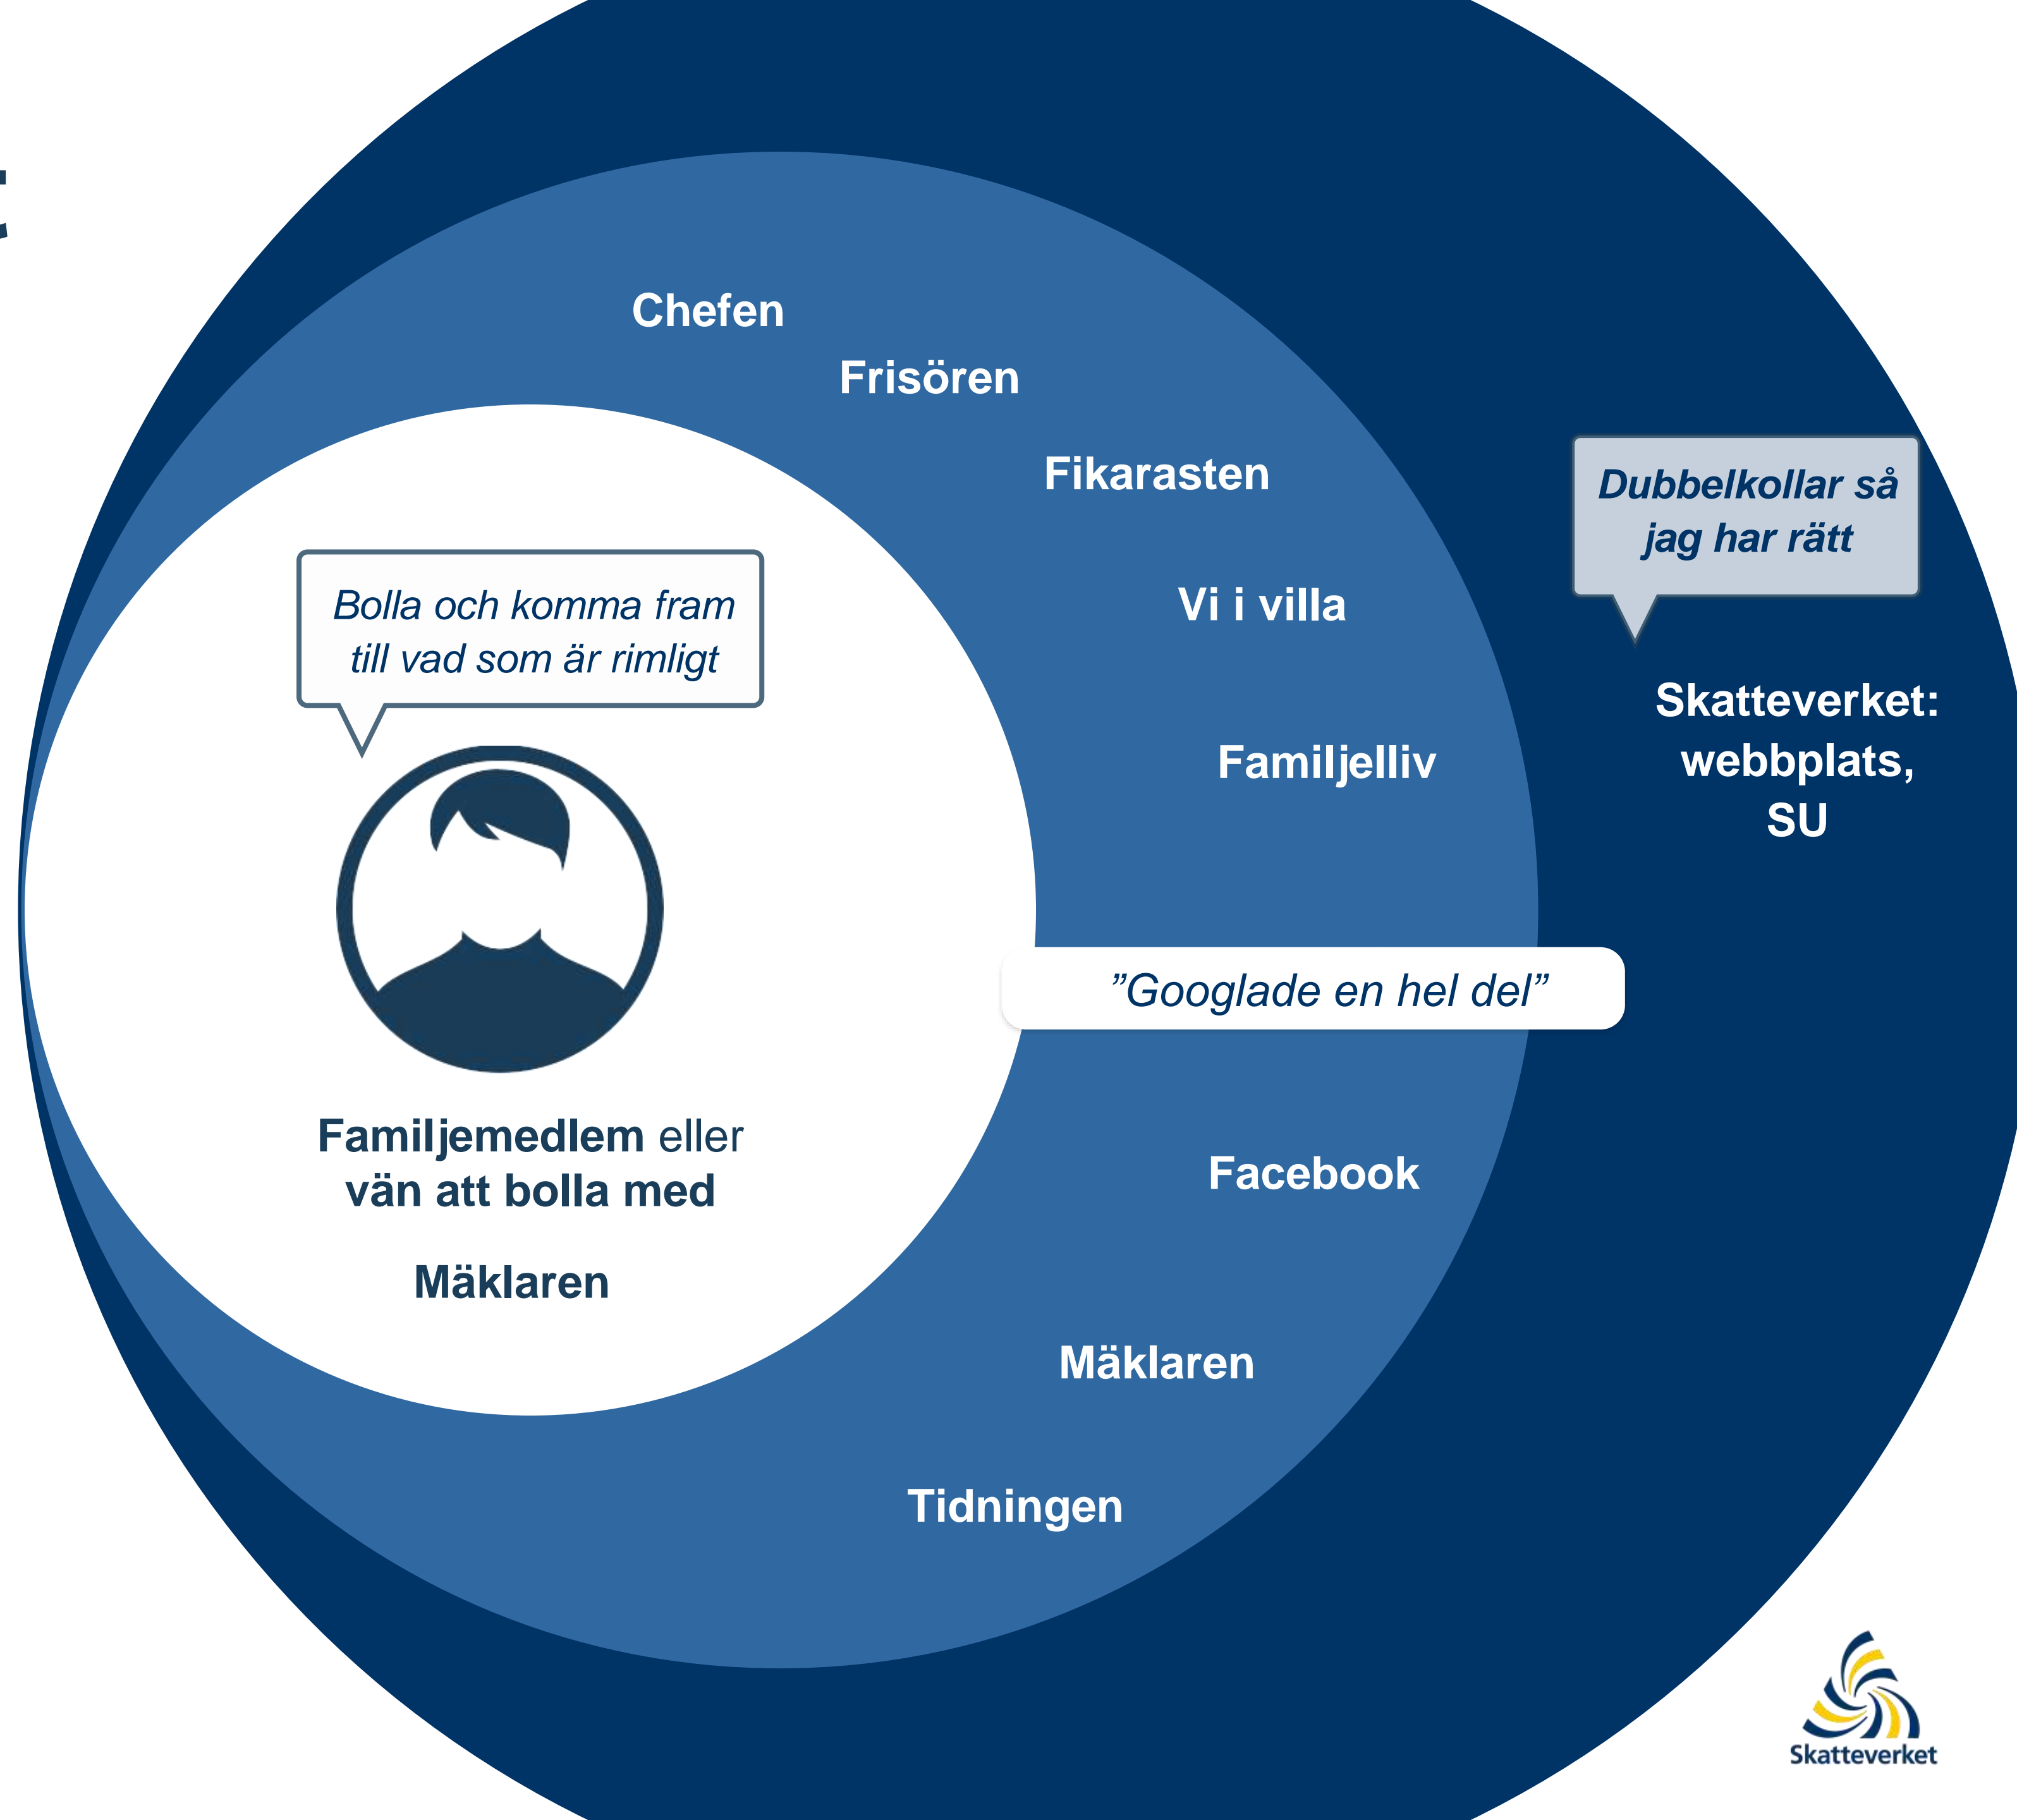 Chefen
Frisören
Fikarasten
Dubbelkollar så
jag har rätt
Bolla och komma fram
till vad som är rimligt
Vi i villa
Skatteverket:
webbplats,
SU
Familjelliv
”Googlade en hel del”
Familjemedlem eller
vän att bolla med
Facebook
Mäklaren
Mäklaren
Tidningen
Skatteverket